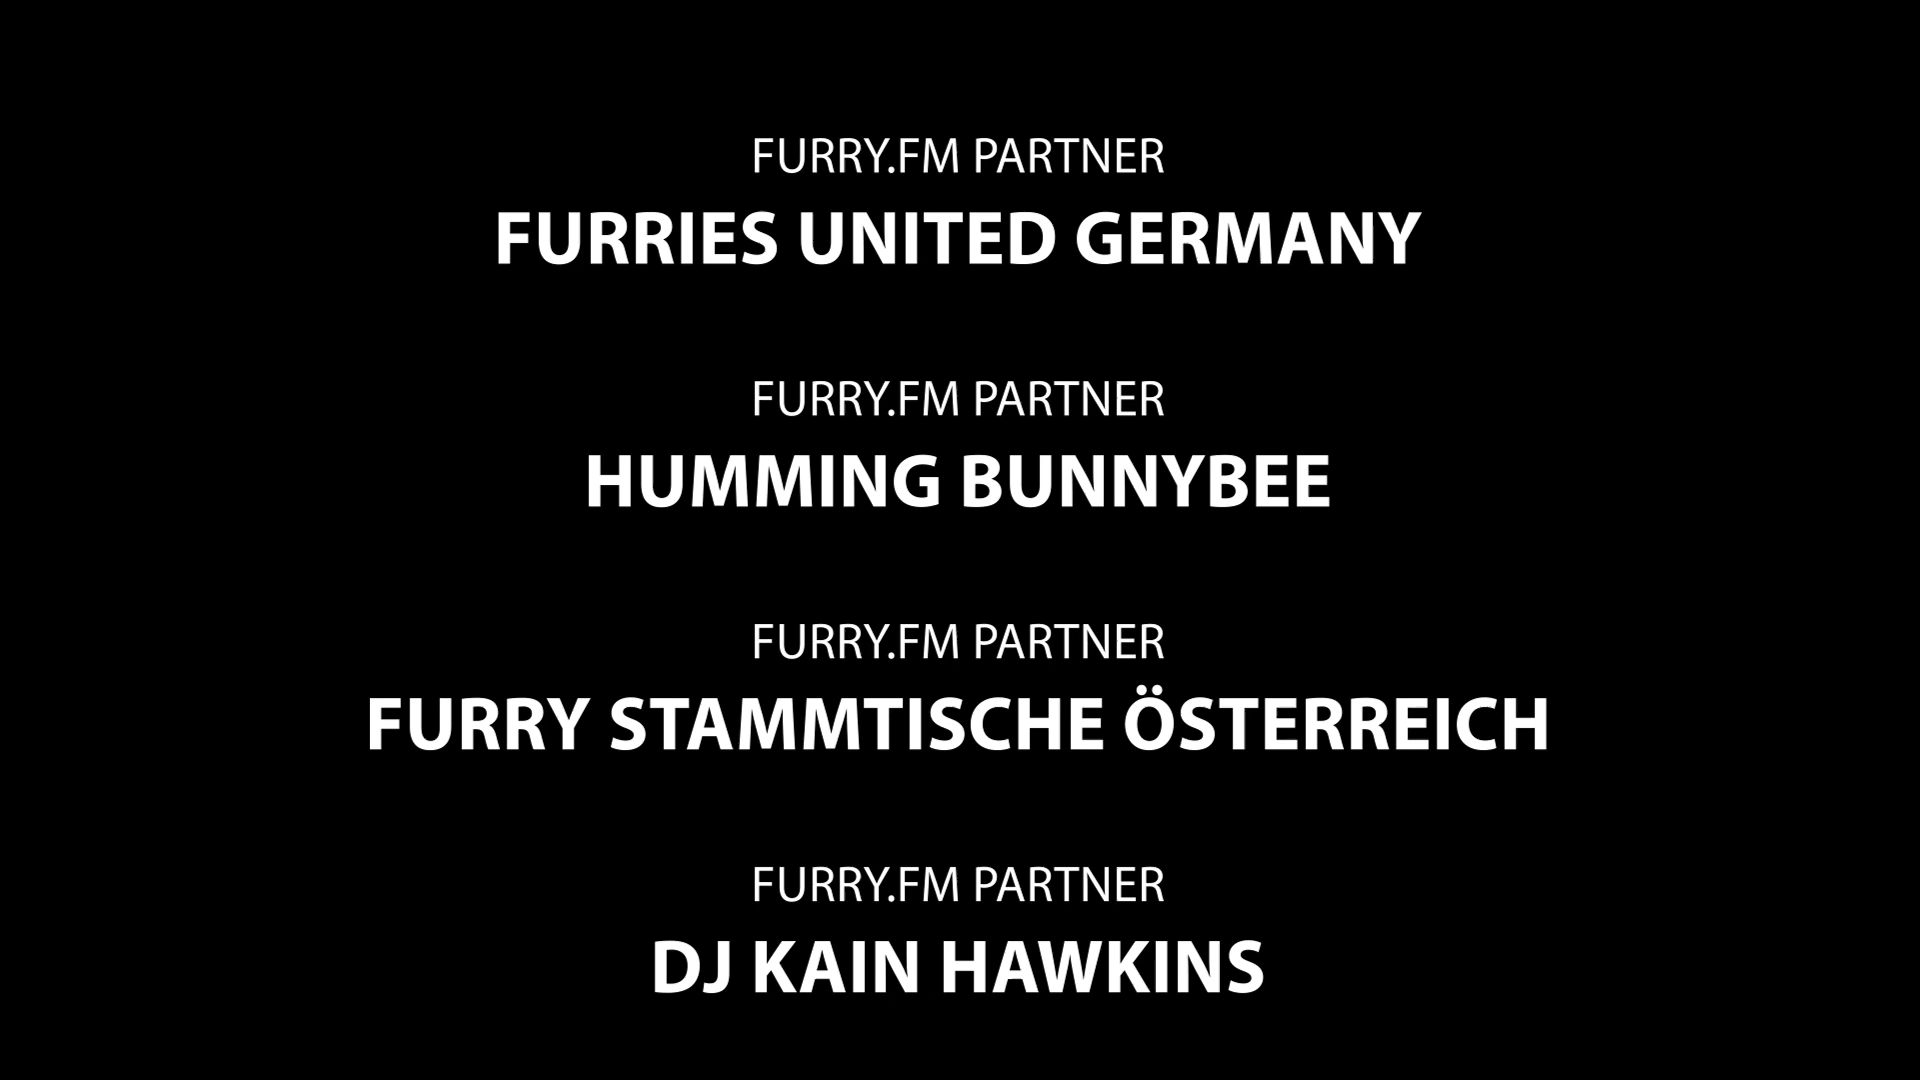 FURRY.FM PARTNER
FURRIES UNITED GERMANY
FURRY.FM PARTNER
HUMMING BUNNYBEE
FURRY.FM PARTNER
FURRY STAMMTISCHE ÖSTERREICH
FURRY.FM PARTNER
DJ KAIN HAWKINS